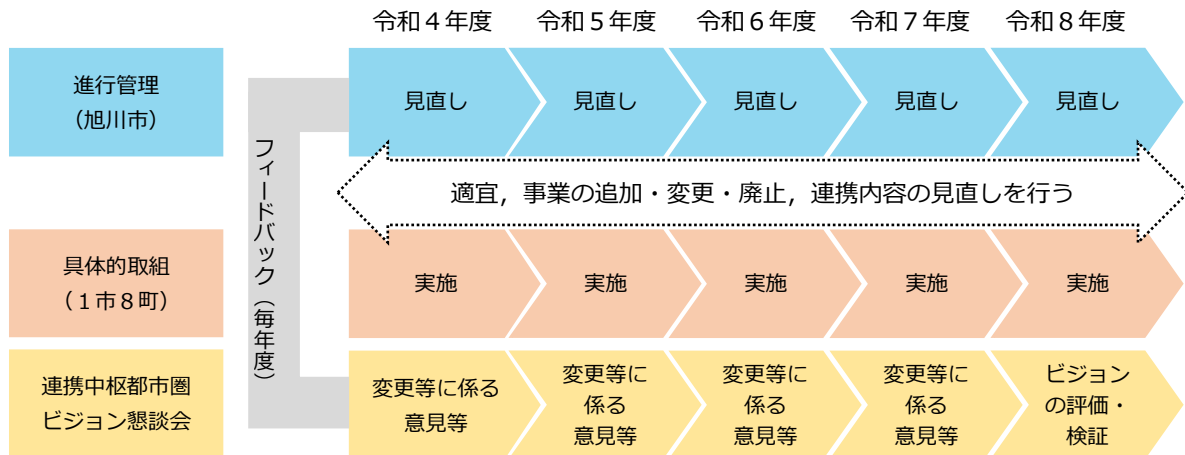 令和４年度
令和５年度
令和６年度
令和７年度
令和８年度
進行管理
（旭川市）
見直し
見直し
見直し
見直し
見直し
フィードバック（毎年度）
適宜，事業の追加・変更・廃止，連携内容の見直しを行う
具体的取組
（１市８町）
実施
実施
実施
実施
実施
連携中枢都市圏
ビジョン懇談会
変更等に係る
意見等
変更等に
係る
意見等
変更等に
係る
意見等
変更等に
係る
意見等
ビジョン
の評価・
検証